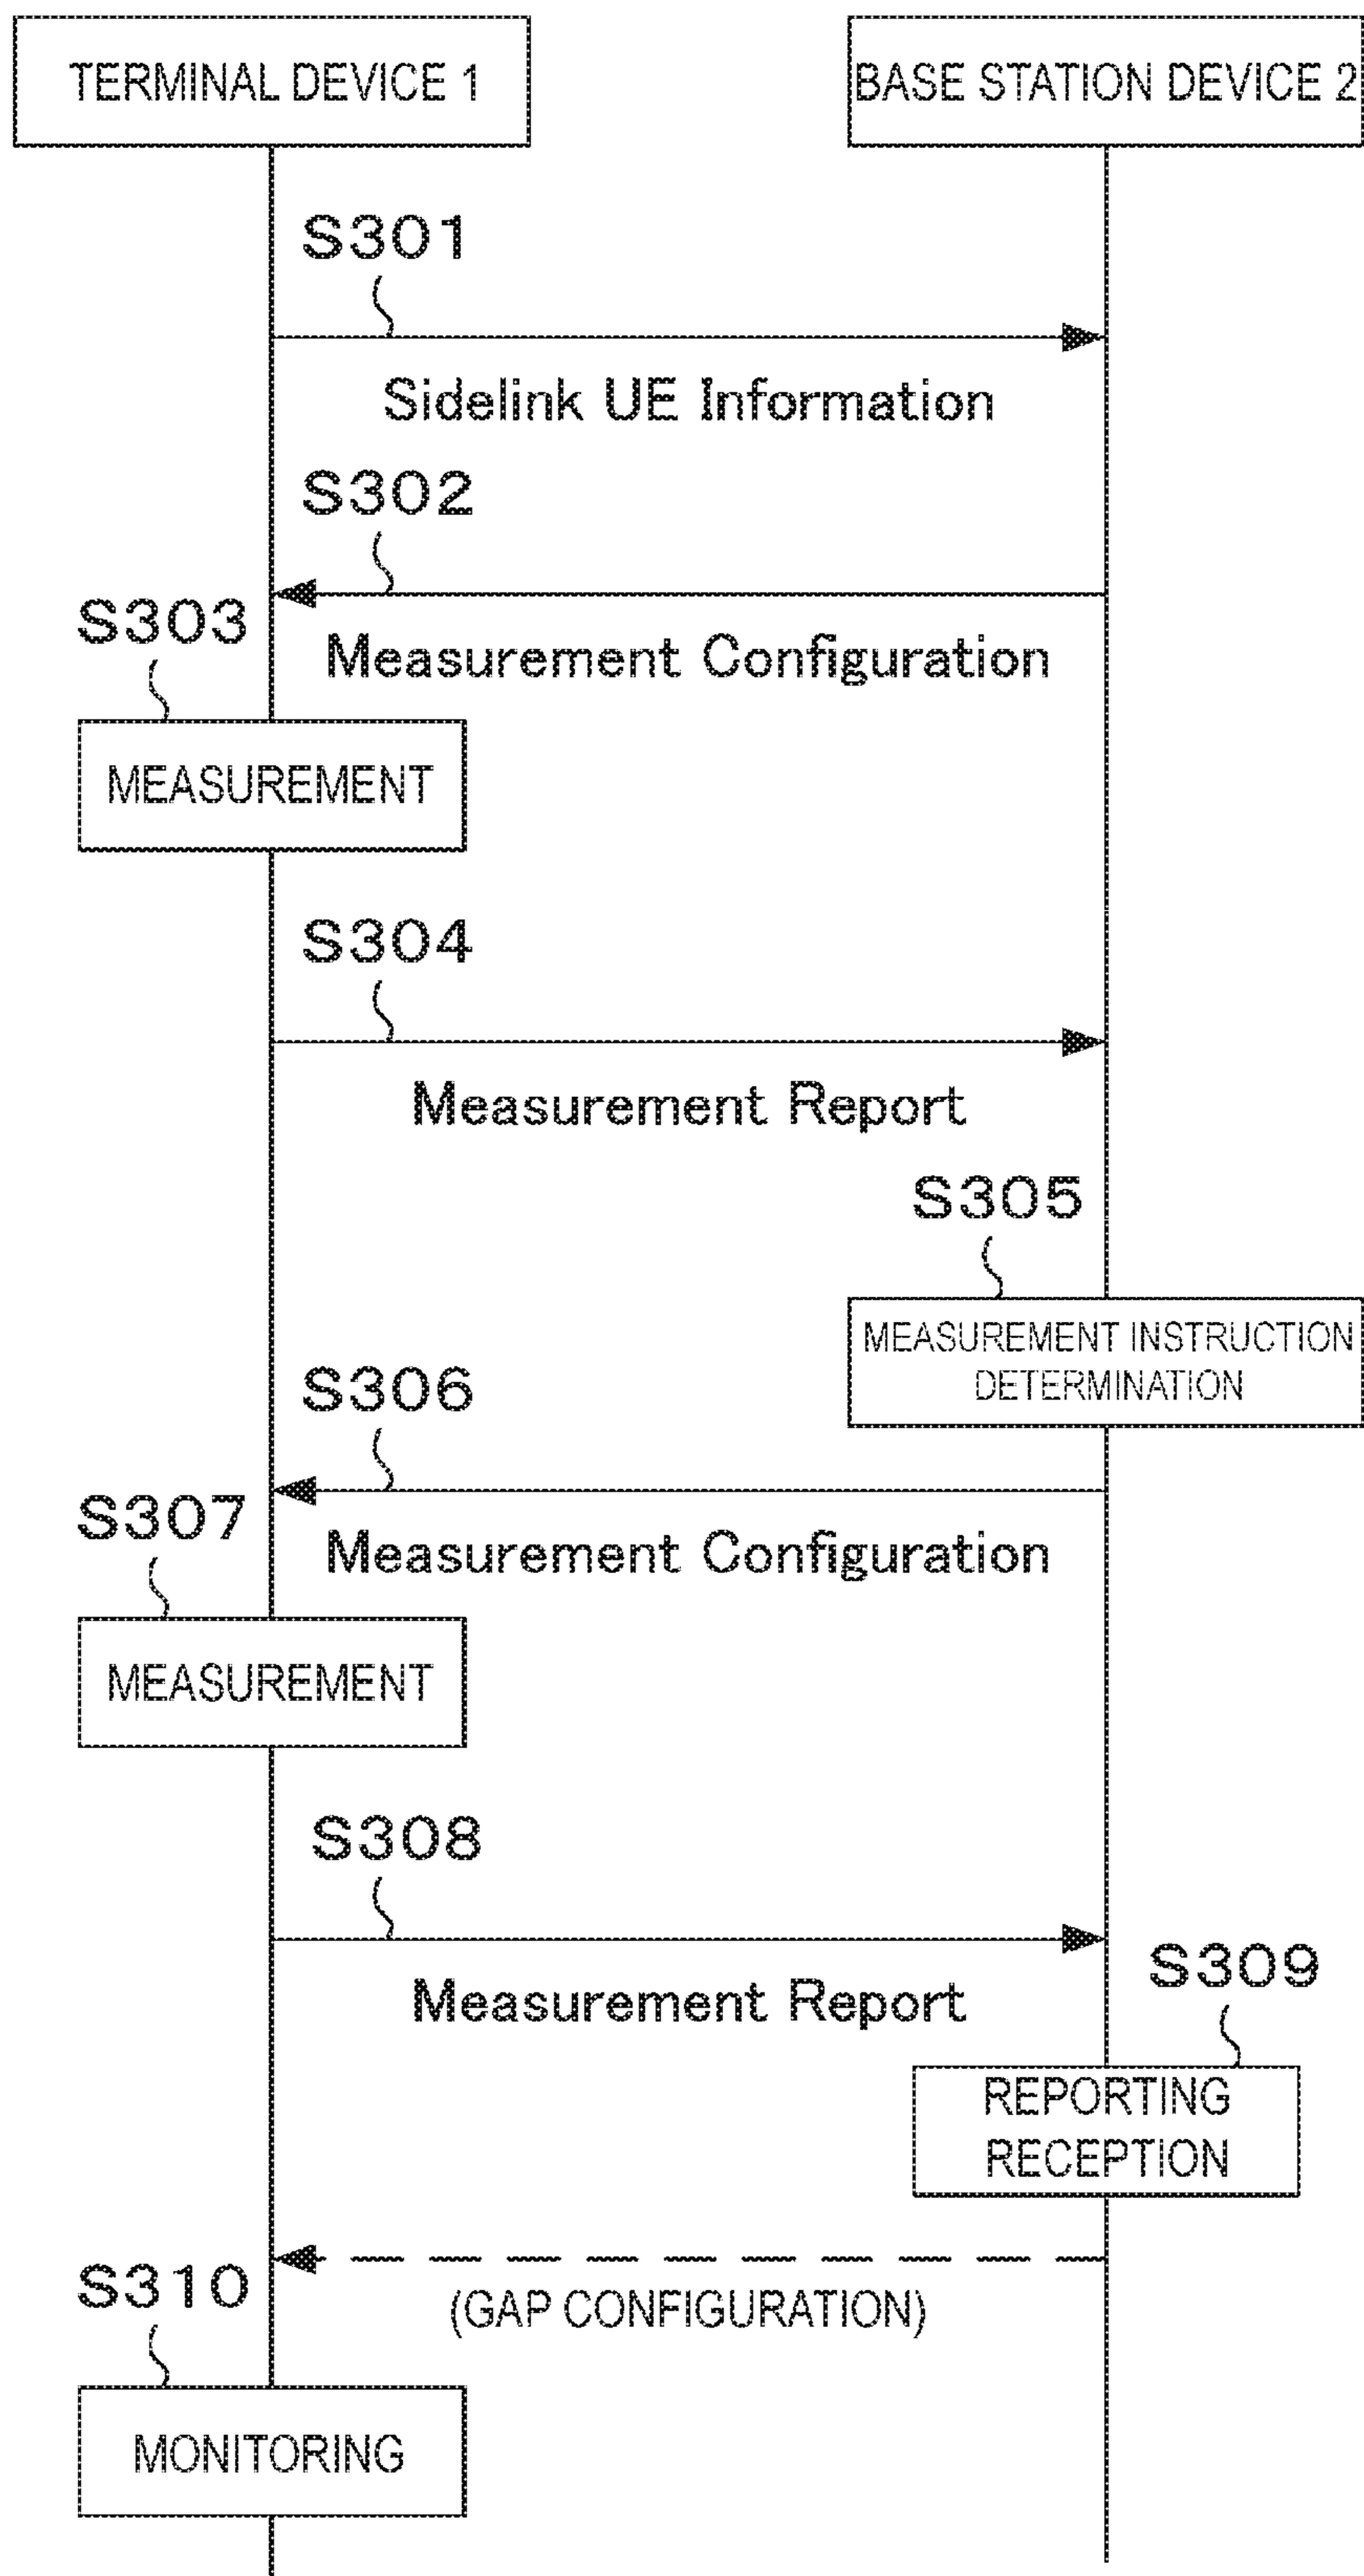 TERMINAL DEVICE 1
BASE STATION DEVICE 2
S301
Sidelink UE Information
S302
Measurement Configuration
S303
MEASUREMENT
S304
Measurement Report
S305
MEASUREMENT INSTRUCTION
DETERMINATION
S306
Measurement Configuration
S307
MEASUREMENT
S308
Measurement Report
S309
REPORTING
RECEPTION
(GAP CONFIGURATION)
S310
MONITORING